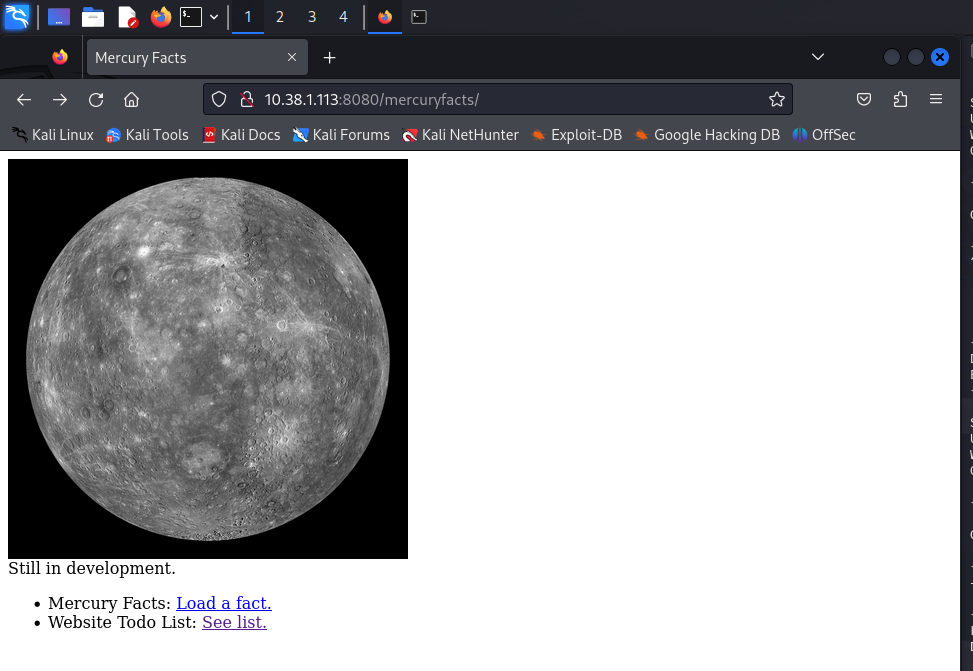 1 2 3 4
Mercury Facts
10.38.1.113:8080/mercuryfacts/
Kali Linux Kali Tools Kali Docs Kali Forums Kali NetHunter Exploit-DB Google Hacking DB OffSec
Still in development.
• Mercury Facts: Load a fact.
• Website Todo List: See list.